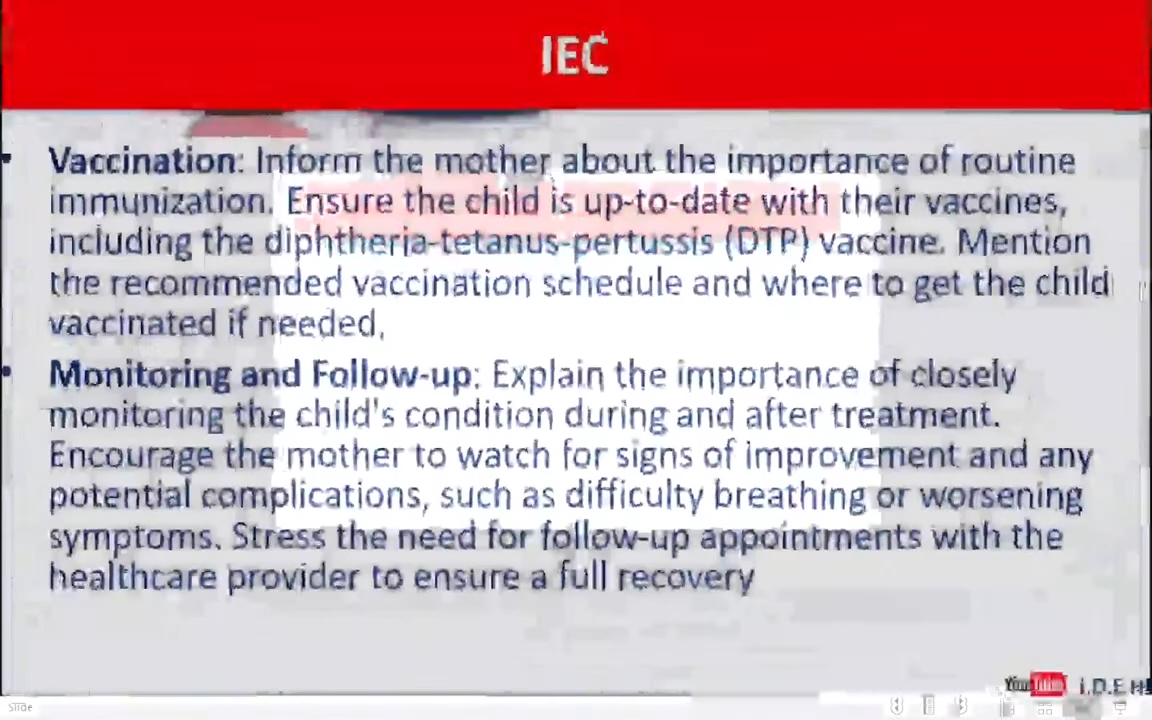 IEC
• Vaccination: Inform the mother about the importance of routine
immunization. Ensure the child is up-to-date with their vaccines,
including the diphtheria-tetanus-pertussis (DTP) vaccine. Mention
the recommended vaccination schedule and where to get the child
vaccinated if needed.
• Monitoring and Follow-up: Explain the importance of closely
monitoring the child's condition during and after treatment.
Encourage the mother to watch for signs of improvement and any
potential complications, such as difficulty breathing or worsening
symptoms. Stress the need for follow-up appointments with the
healthcare provider to ensure a full recovery
YouTube i.D.E
Slide